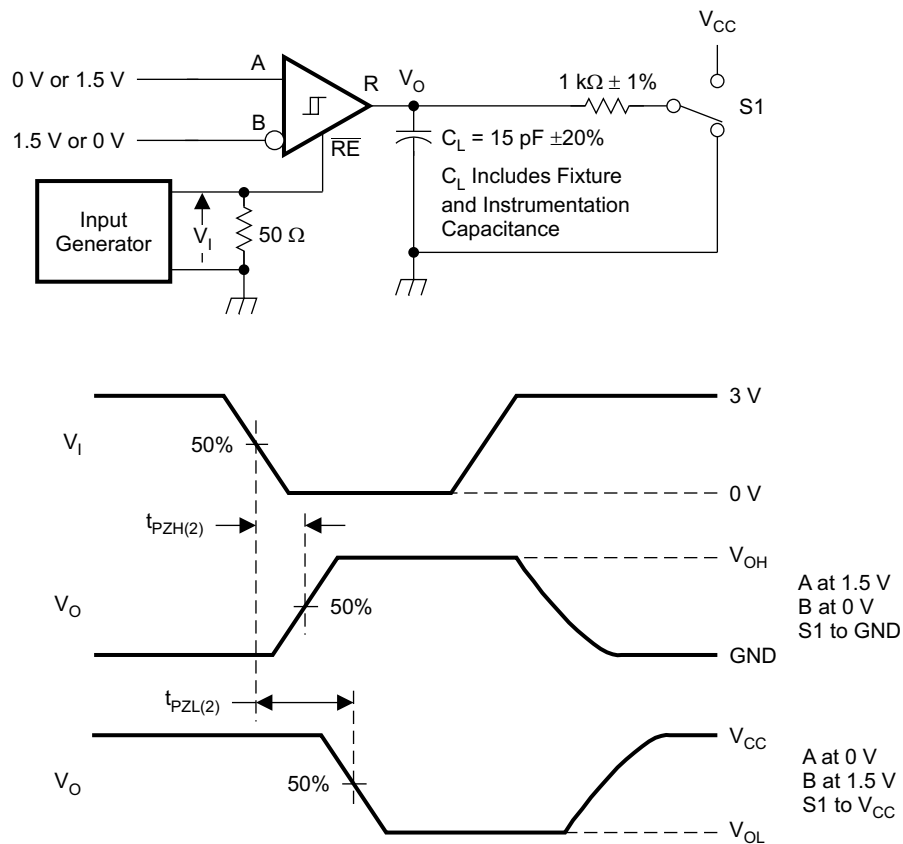 V_CC
0 V or 1.5 V
A
R
V_O
1 kΩ ± 1%
S1
B
1.5 V or 0 V
R̅E̅
C_L = 15 pF ±20%
C_L Includes Fixture
and Instrumentation
Capacitance
Input
Generator
V_I
50 Ω
3 V
V_I
50%
0 V
t_PZH(2)
V_OH
V_O
50%
GND
A at 1.5 V
B at 0 V
S1 to GND
t_PZL(2)
V_CC
V_O
50%
V_OL
A at 0 V
B at 1.5 V
S1 to V_CC